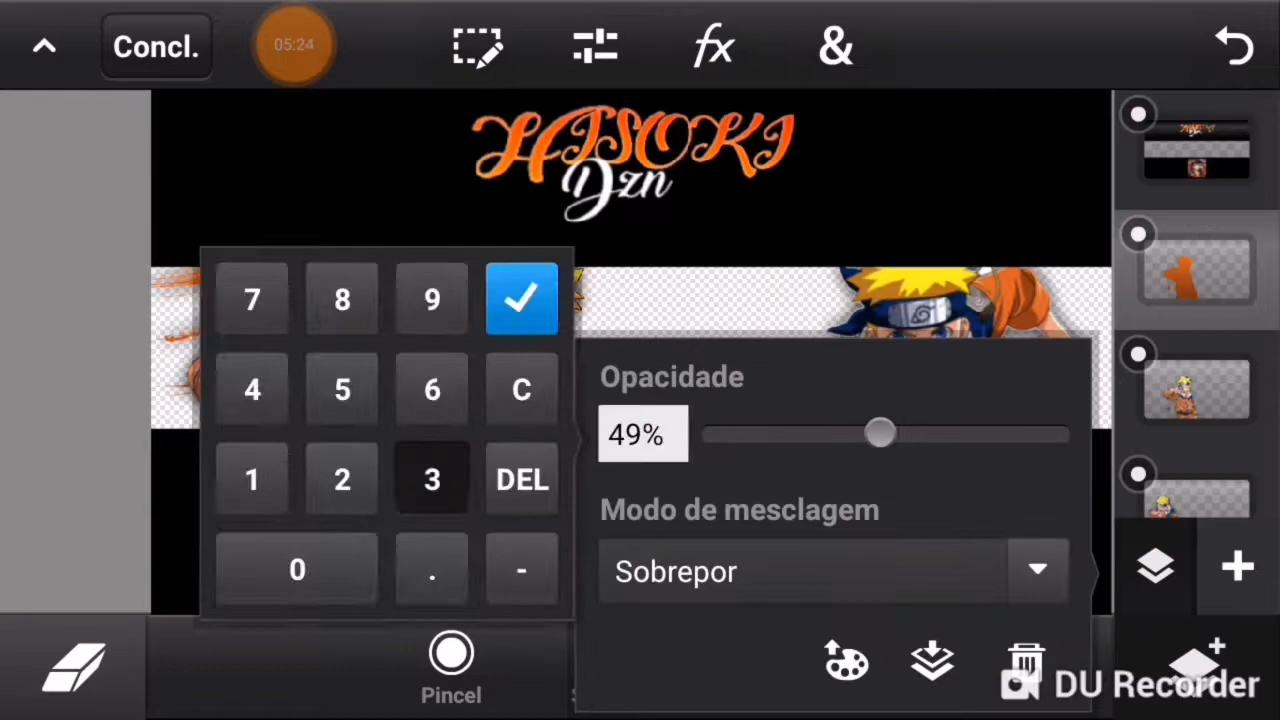 Concl.
05:24
fx
&
HISOKI
Dzn
7 8 9
4 5 6 C
1 2 3 DEL
0 . -
Opacidade
49%
Modo de mesclagem
Sobrepor
Pincel
DU Recorder